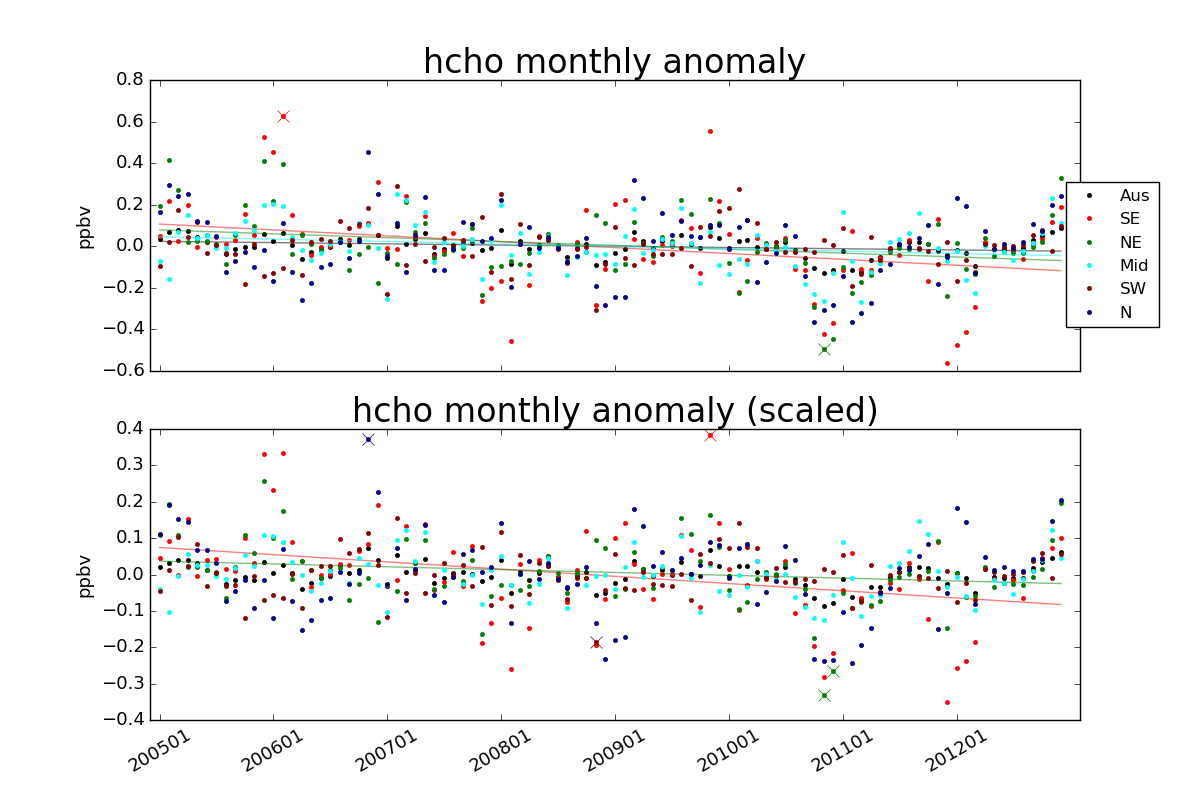 hcho monthly anomaly
0.8
0.6
0.4
0.2
0.0
−0.2
−0.4
−0.6
ppbv
Aus
SE
NE
Mid
SW
N
hcho monthly anomaly (scaled)
0.4
0.3
0.2
0.1
0.0
−0.1
−0.2
−0.3
−0.4
ppbv
200501 200601 200701 200801 200901 201001 201101 201201